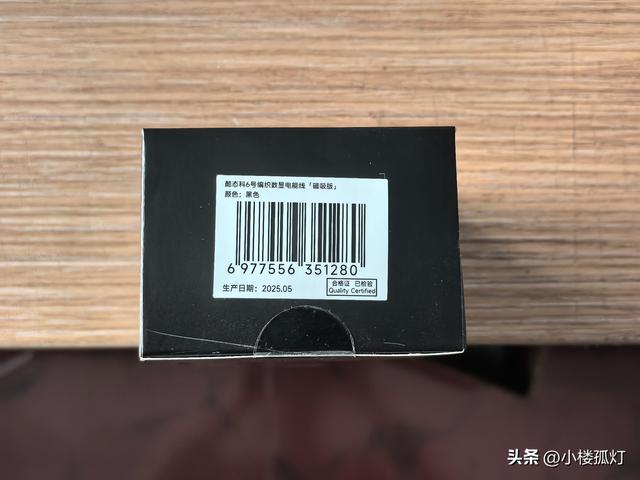 酷态科6号编织数显电能线「磁吸版」
颜色：黑色
6 977556 351280
生产日期：2025.05
合格证 已检验
Quality Certified
头条 @小楼孤灯